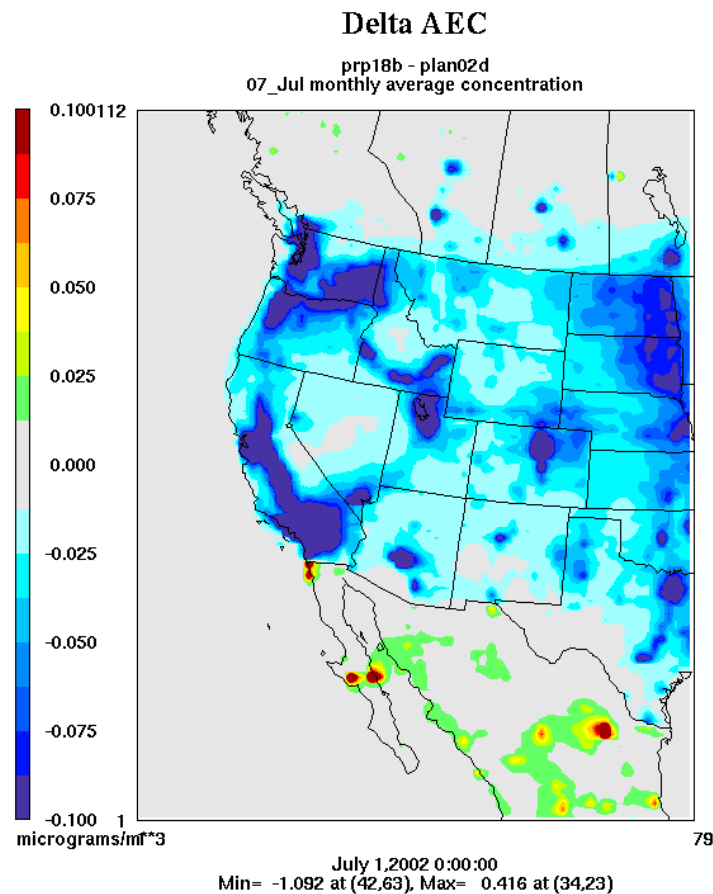 Delta AEC
prp18b - plan02d
07_Jul monthly average concentration
0.100112
0.075
0.050
0.025
0.000
-0.025
-0.050
-0.075
-0.100 1
micrograms/m**3 79
July 1,2002 0:00:00
Min= -1.092 at (42,63), Max= 0.416 at (34,23)